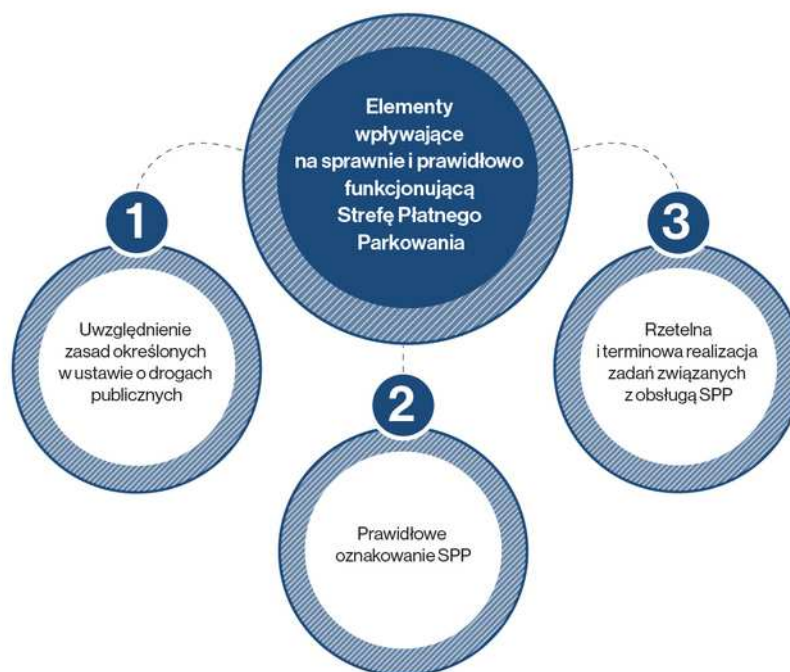 Elementy
wpływające
na sprawnie i prawidłowo
funkcjonującą
Strefę Płatnego
Parkowania
1
Uwzględnienie
zasad określonych
w ustawie o drogach
publicznych
2
Prawidłowe
oznakowanie SPP
3
Rzetelna
i terminowa realizacja
zadań związanych
z obsługą SPP